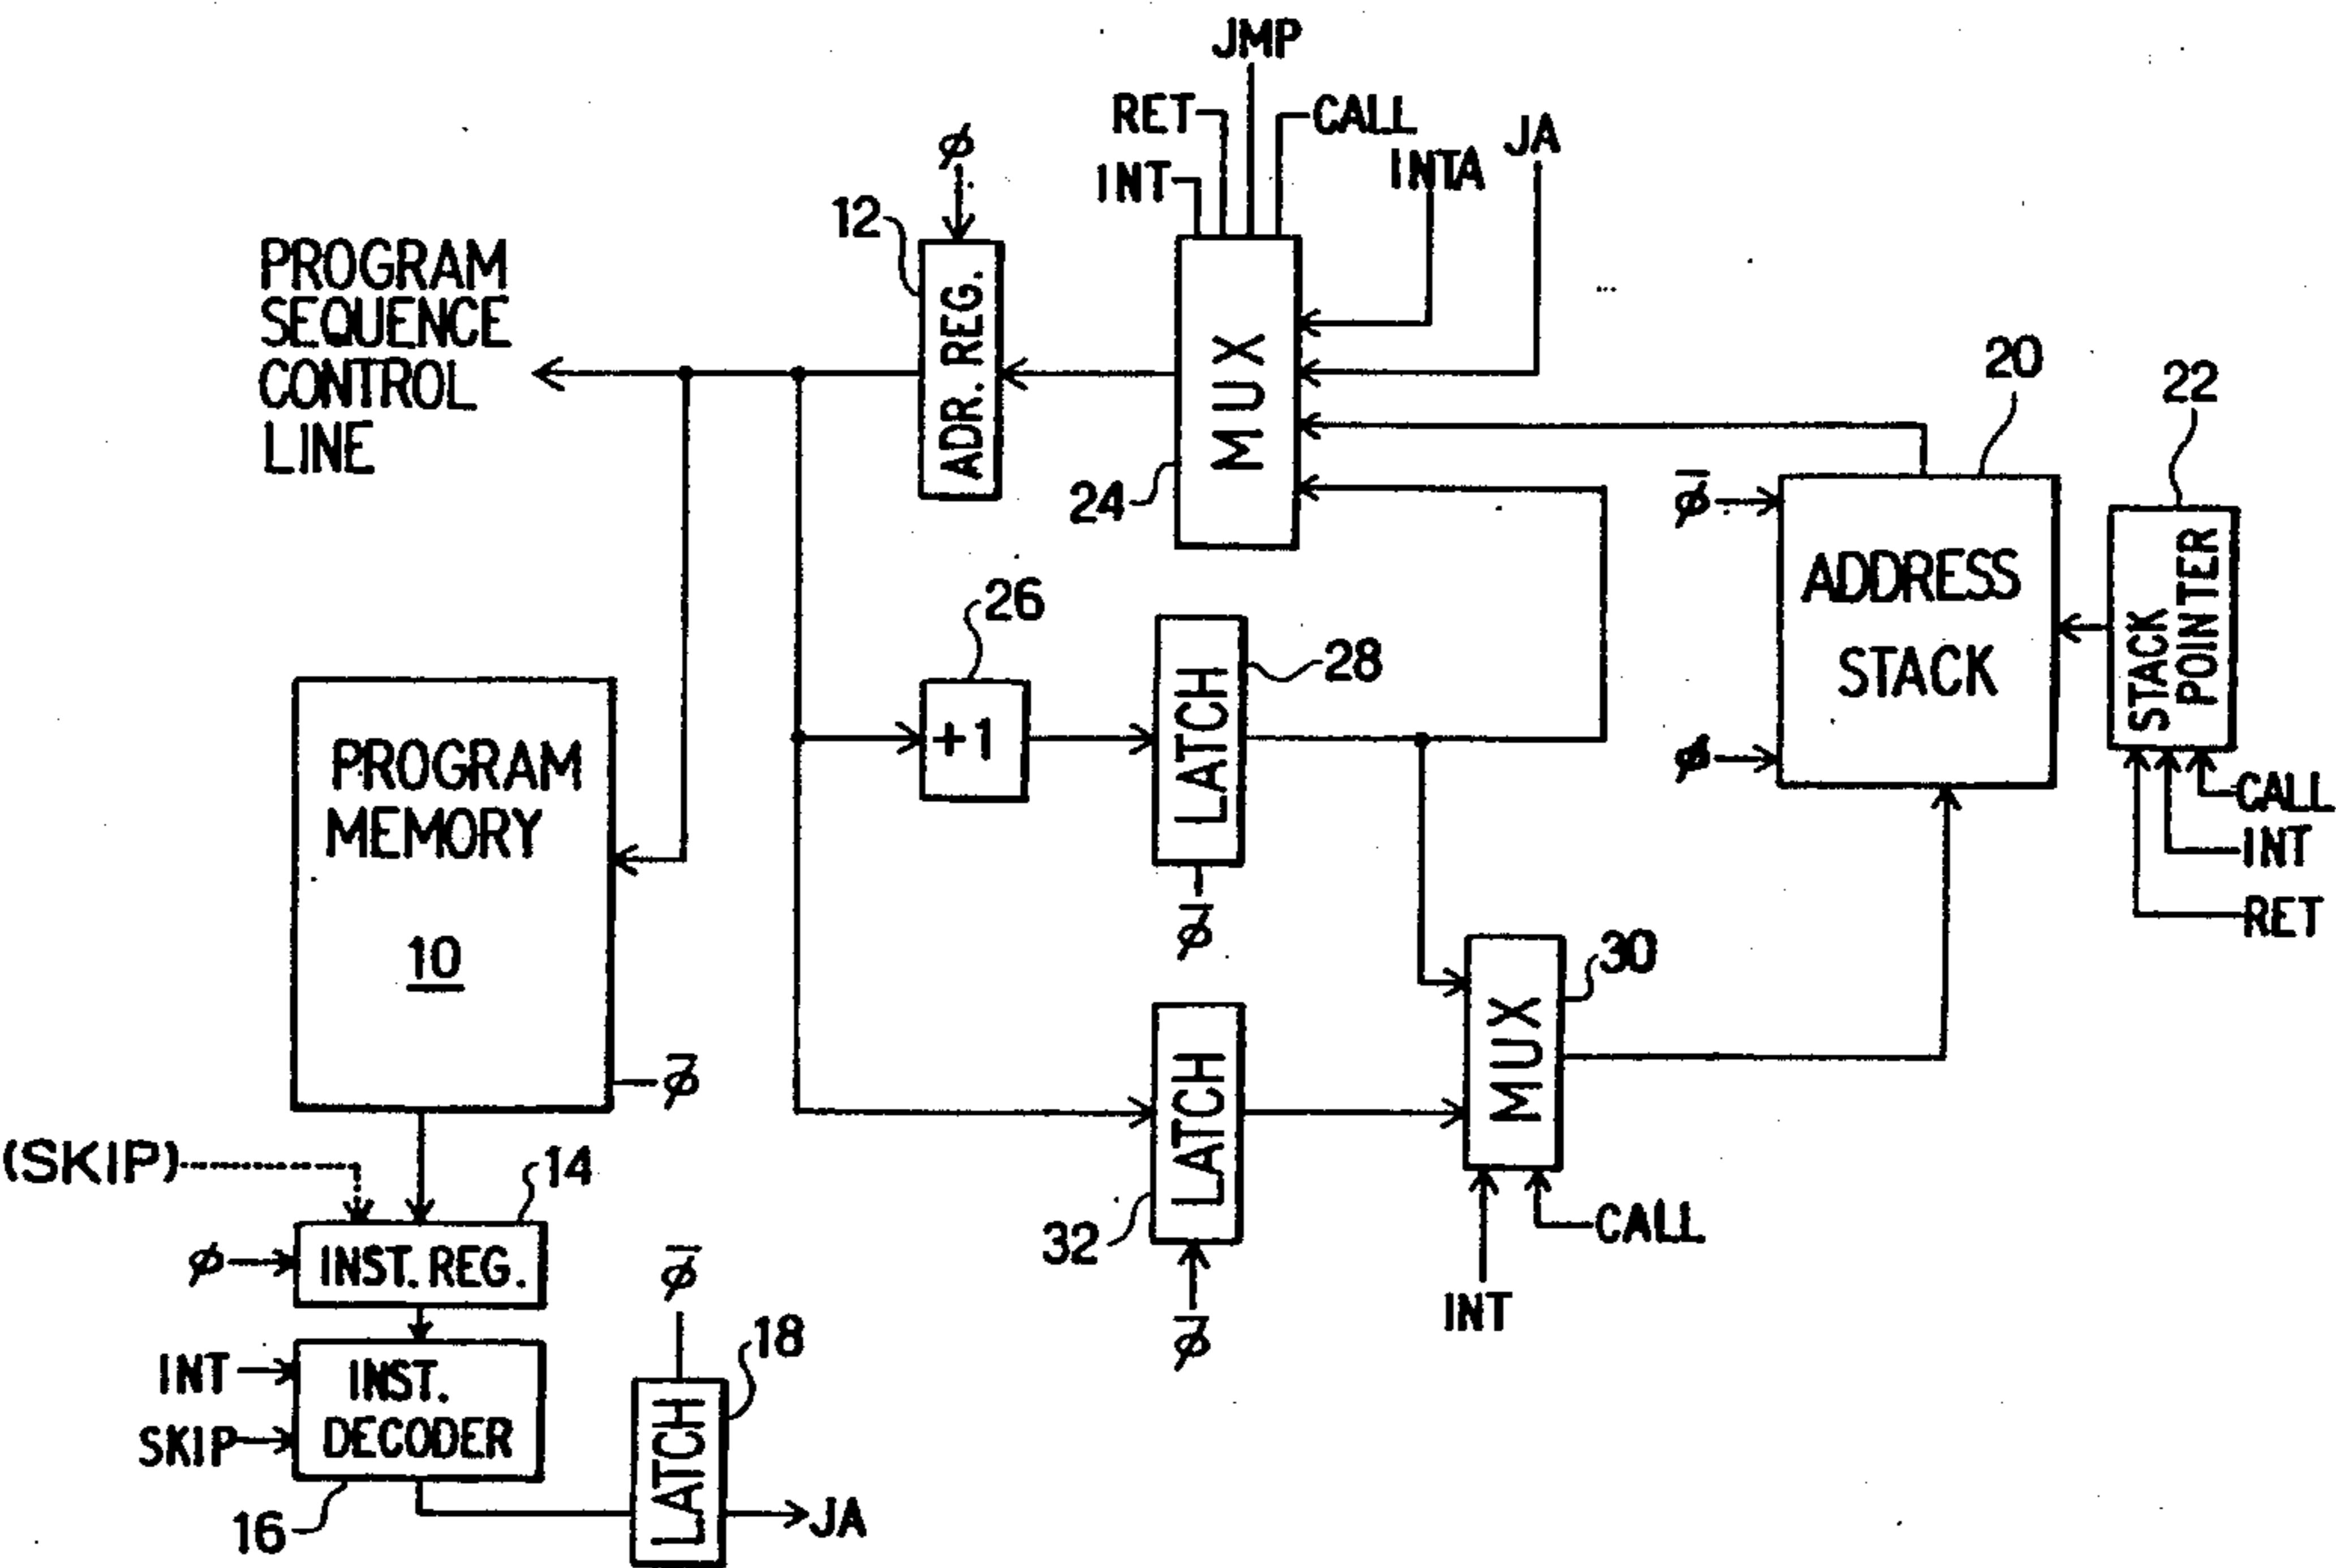 JMP
RET
CALL
INT
INTA
JA
ϕ
12
PROGRAM
SEQUENCE
CONTROL
LINE
ADR. REG.
MUX
24
20
22
ϕ̅
ADDRESS
STACK
STACK
POINTER
ϕ
CALL
INT
RET
26
+1
28
LATCH
ϕ̅
PROGRAM
MEMORY
10
ϕ̅
30
MUX
LATCH
32
ϕ̅
INT
CALL
(SKIP)
14
ϕ
INST. REG.
INT
SKIP
INST.
DECODER
16
ϕ̅
18
LATCH
JA